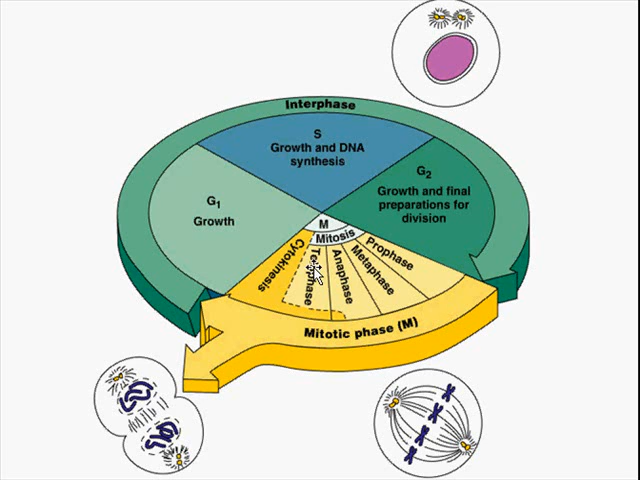 Interphase
S
Growth and DNA
synthesis
G1
Growth
G2
Growth and final
preparations for
division
M
Mitosis
Prophase
Metaphase
Anaphase
Telophase
Cytokinesis
Mitotic phase (M)